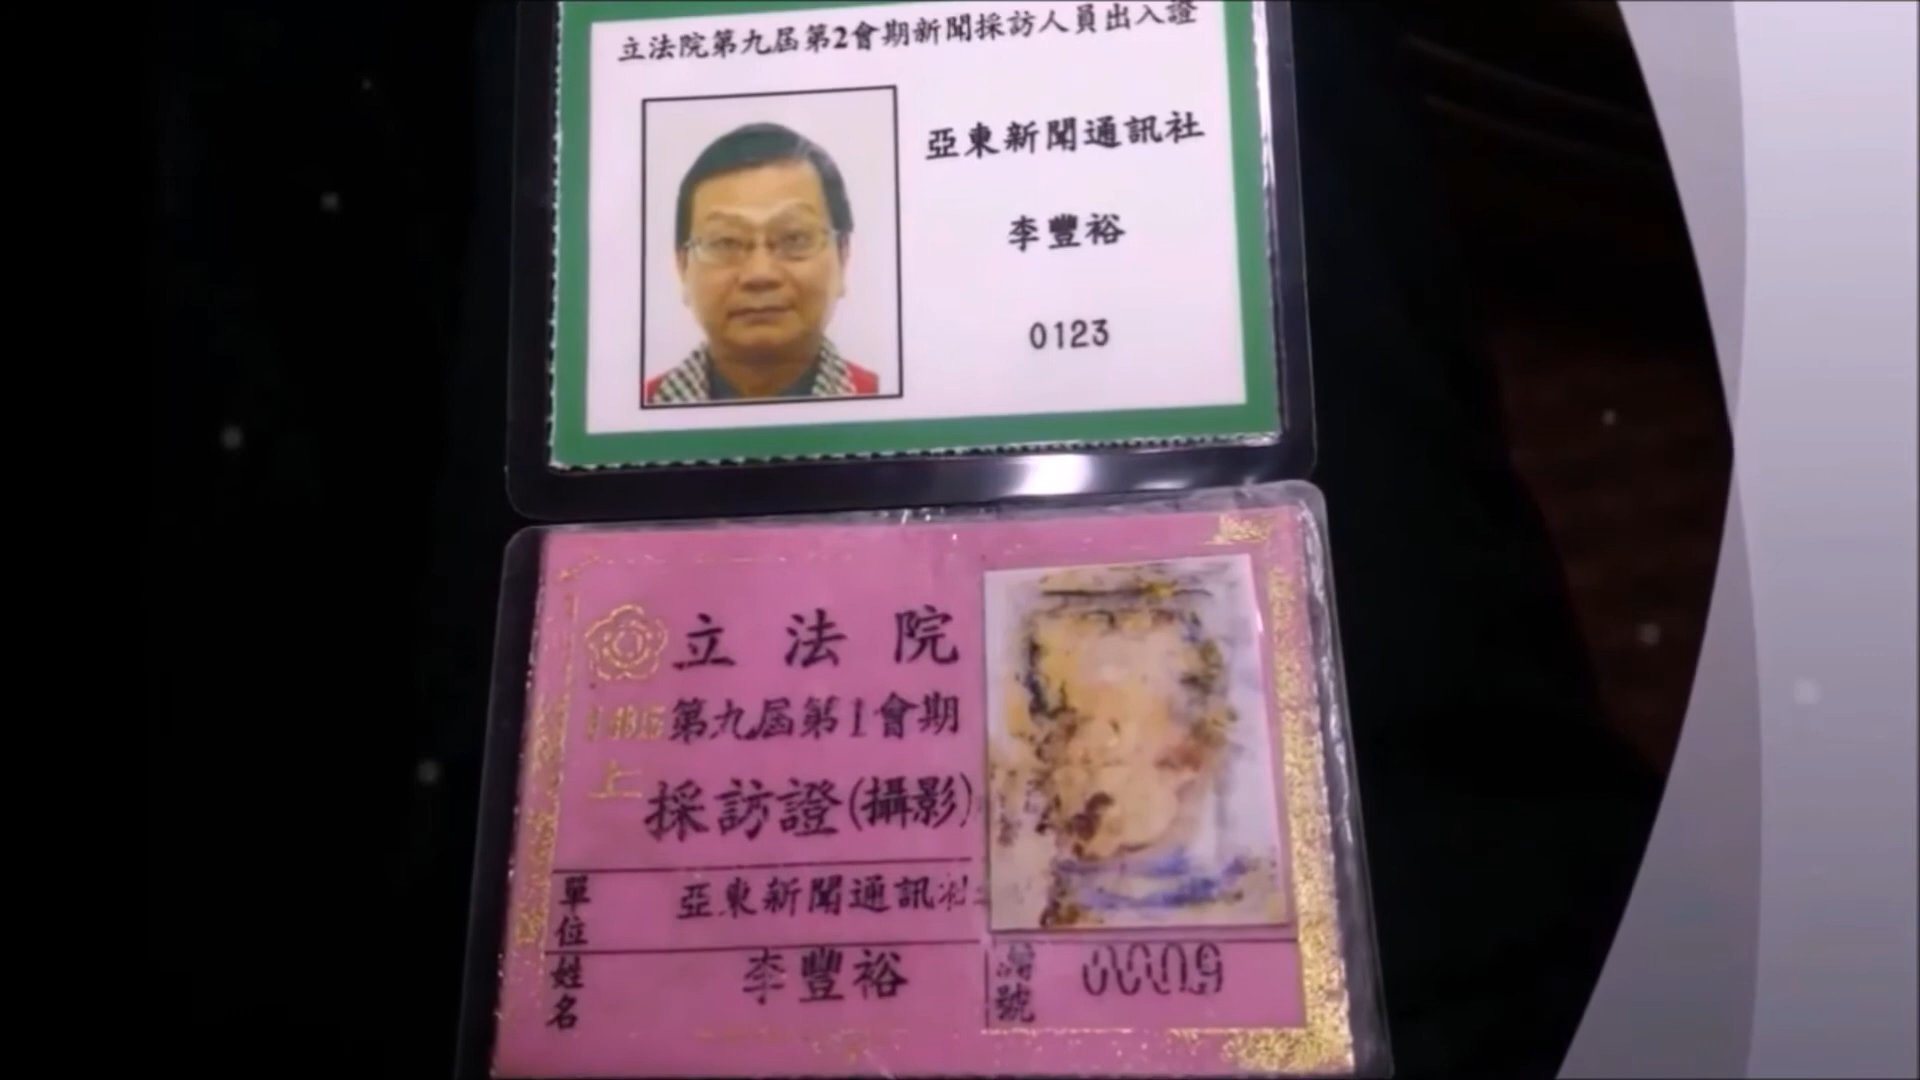 立法院第九屆第2會期新聞採訪人員出入證
亞東新聞通訊社
李豐裕
0123
立法院
第九屆第1會期
上
採訪證(攝影)
單位
亞東新聞通訊社
姓名
李豐裕
編號
0009